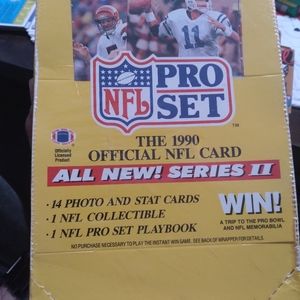 7
11
NFL
PRO
SET
TM
Officially
Licensed
Product
THE 1990
OFFICIAL NFL CARD
ALL NEW! SERIES II
· 14 PHOTO AND STAT CARDS
· 1 NFL COLLECTIBLE
· 1 NFL PRO SET PLAYBOOK
WIN!
A TRIP TO THE PRO BOWL
AND NFL MEMORABILIA
NO PURCHASE NECESSARY TO PLAY THE INSTANT WIN GAME. SEE BACK OF WRAPPER FOR DETAILS.